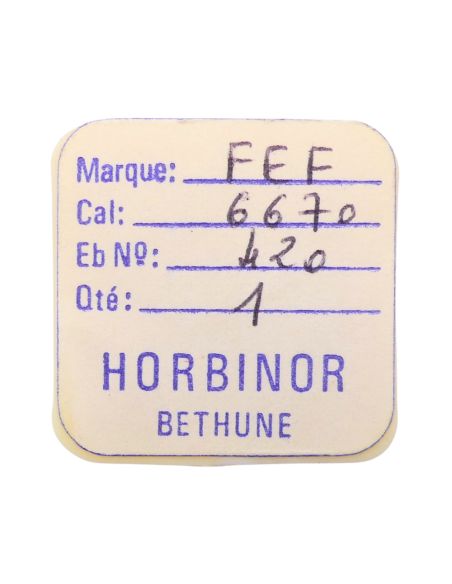 Marque: FEF
Cal: 6670
Eb Nº: 420
Qté: 1
HORBINOR
BETHUNE